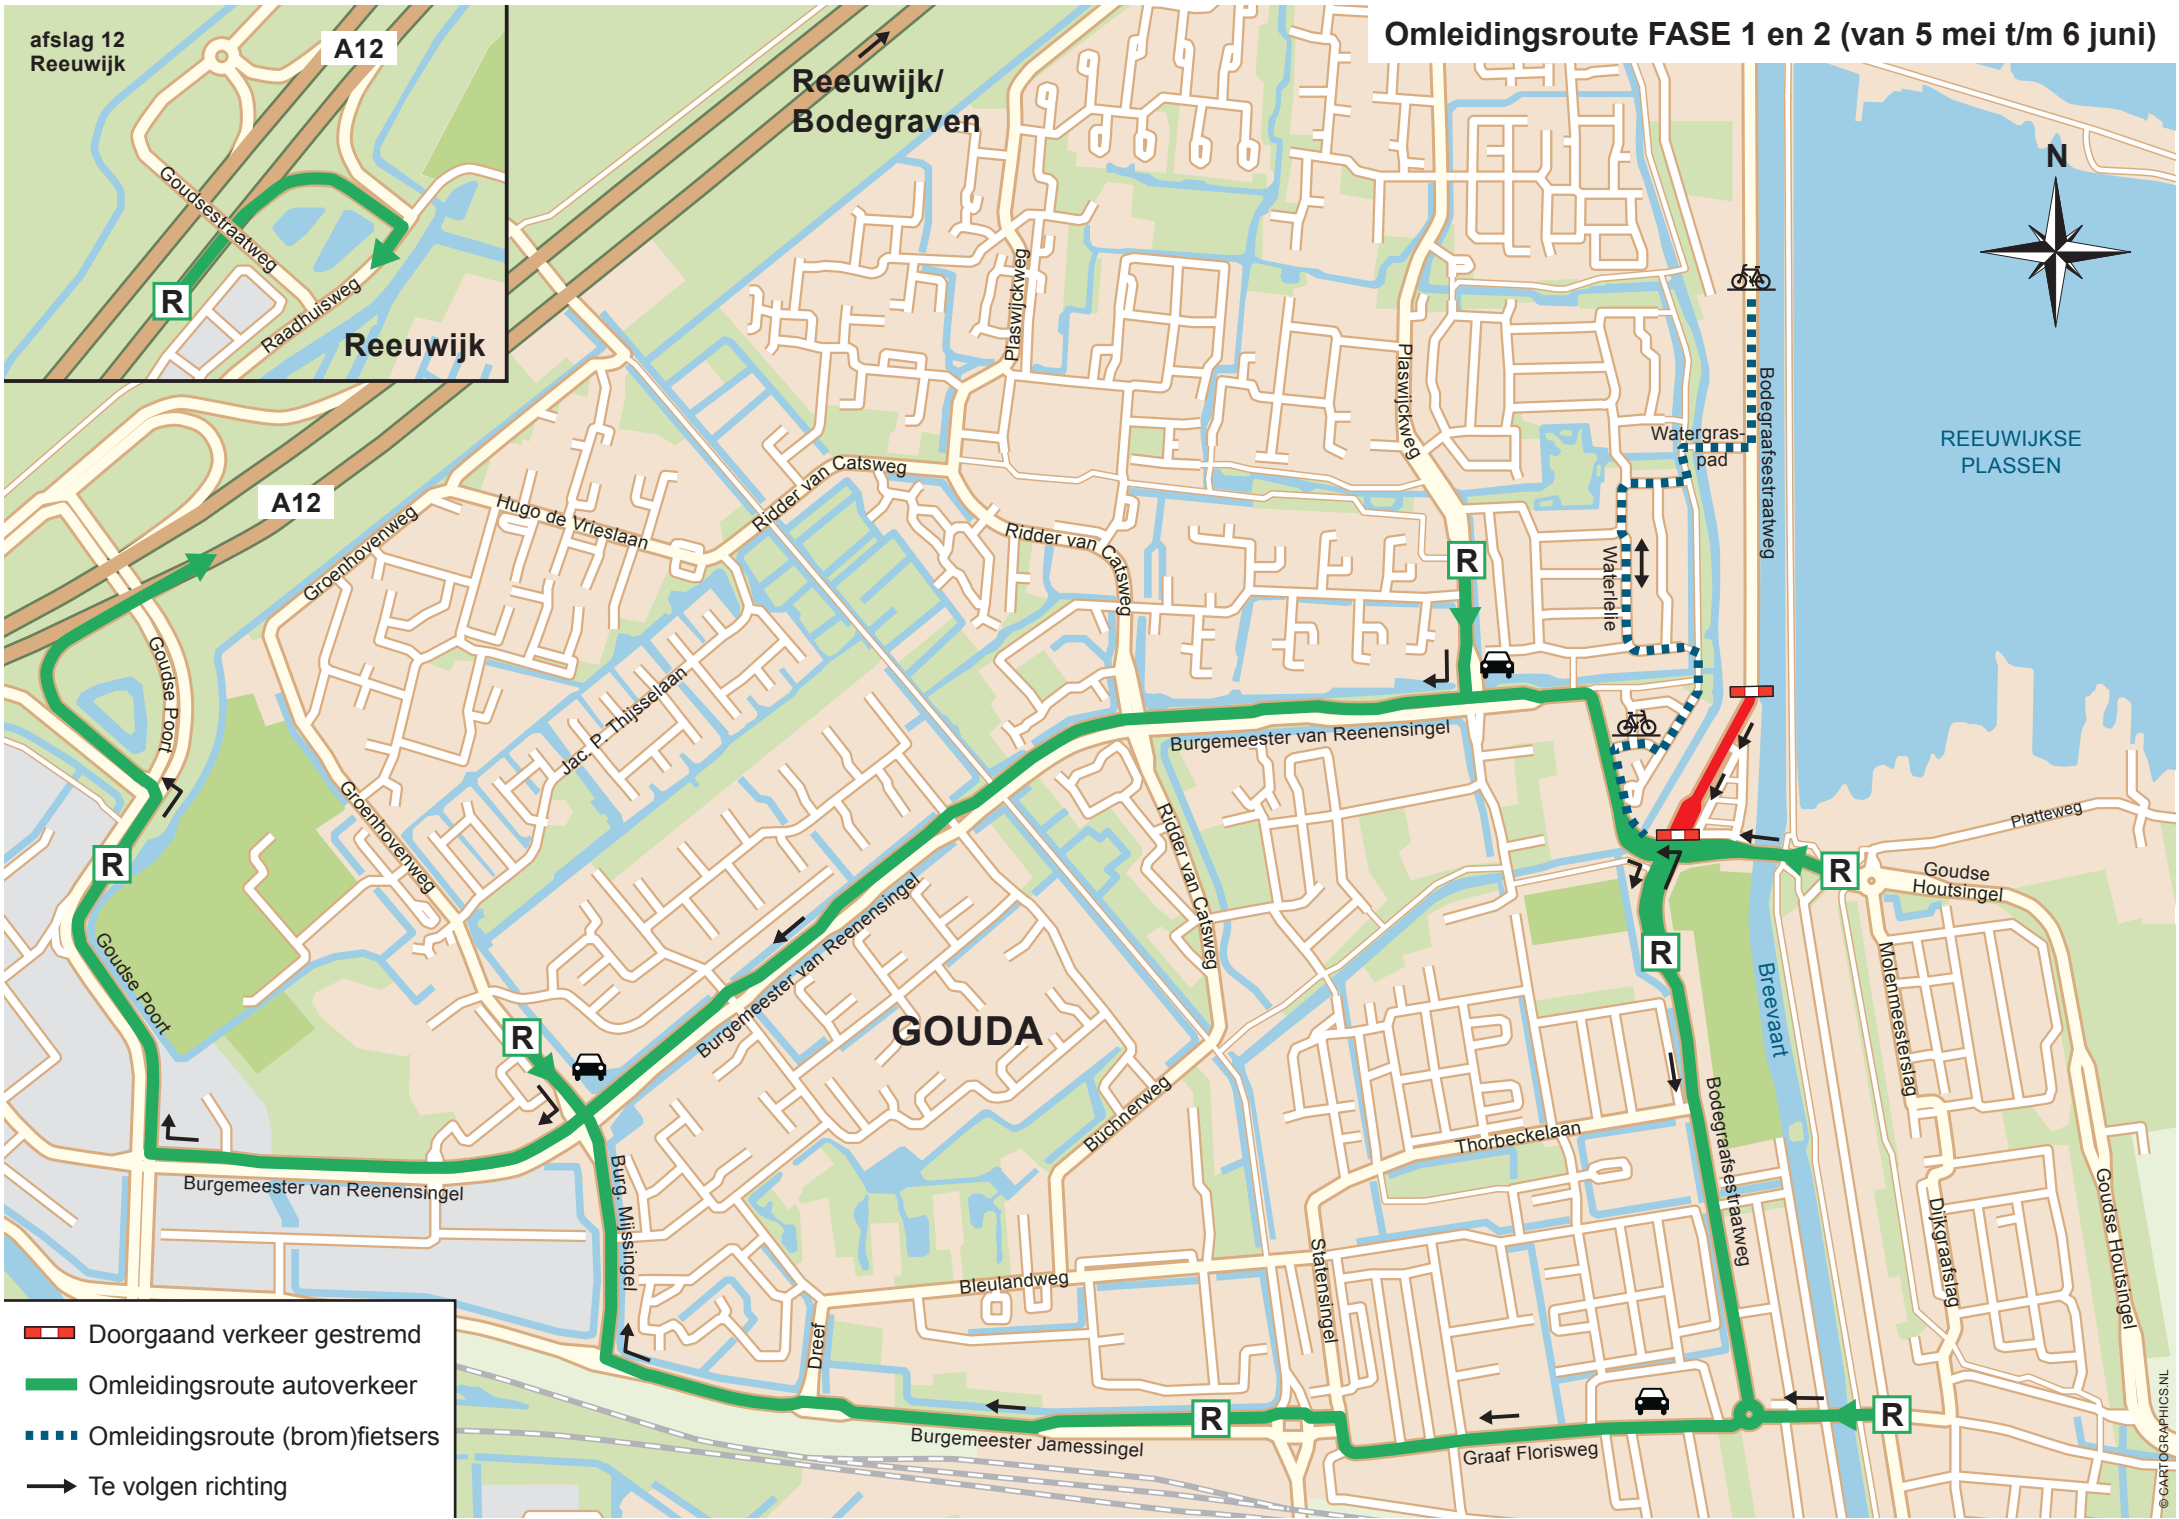 Omleidingsroute FASE 1 en 2 (van 5 mei t/m 6 juni)
afslag 12
Reeuwijk
A12
Goudsestraatweg
R
Raadhuisweg
Reeuwijk
Reeuwijk/
Bodegraven
N
REEUWIJKSE
PLASSEN
A12
Plaswijckweg
Plaswijckweg
Bodegraafsestraatweg
Watergras-
pad
Waterlelie
Ridder van Catsweg
Ridder van Catsweg
Hugo de Vrieslaan
Groenhovenweg
R
Goudse Poort
Jac. P. Thijsselaan
Burgemeester van Reenensingel
Groenhovenweg
Ridder van Catsweg
Platteweg
R
R
Goudse
Houtsingel
Burgemeester van Reenensingel
Goudse Poort
R
Molenmeesterslag
Breevaart
R
GOUDA
Büchnerweg
Thorbeckelaan
Bodegraafsestraatweg
Burgemeester van Reenensingel
Burg. Mijssingel
Goudse Houtsingel
Dijkgraafslag
Statensingel
Bleulandweg
Dreef
R
R
Burgemeester Jamessingel
Graaf Florisweg
Doorgaand verkeer gestremd
Omleidingsroute autoverkeer
Omleidingsroute (brom)fietsers
Te volgen richting
© CARTOGRAPHICS.NL